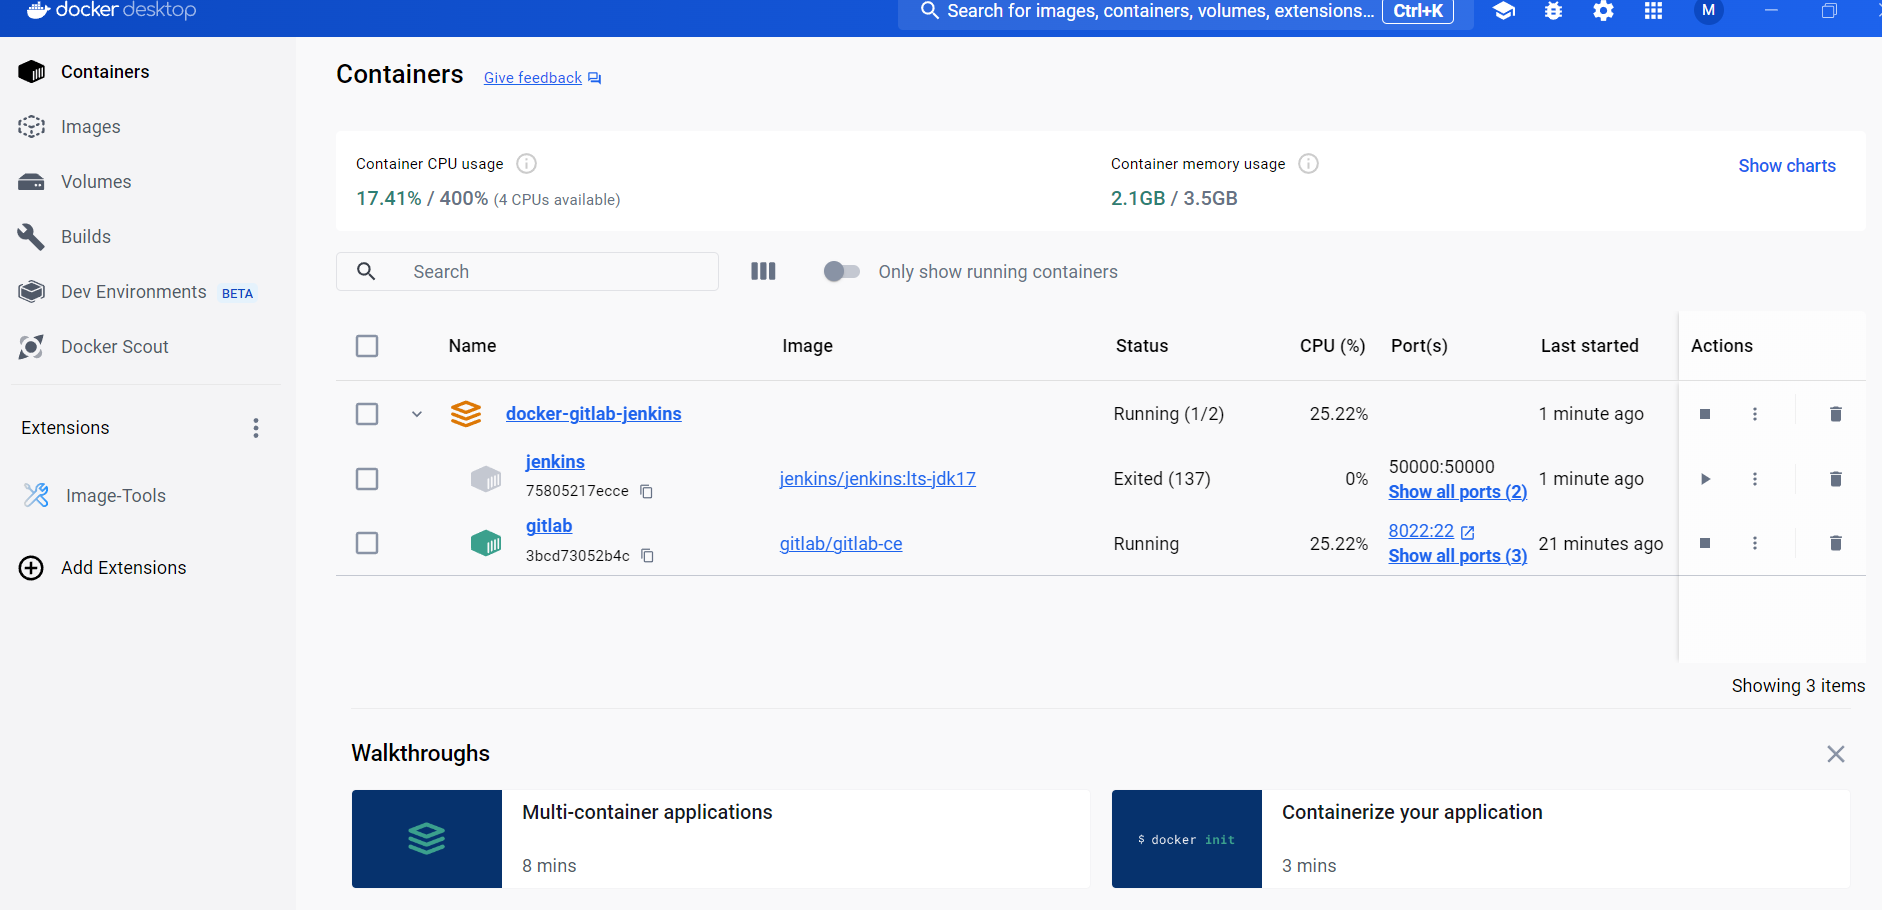 docker desktop
Search for images, containers, volumes, extensions... Ctrl+K
M
Containers
Images
Volumes
Builds
Dev Environments BETA
Docker Scout
Extensions
Image-Tools
Add Extensions
Containers Give feedback
Container CPU usage
17.41% / 400% (4 CPUs available)
Container memory usage
2.1GB / 3.5GB
Show charts
Search
Only show running containers
Name Image Status CPU (%) Port(s) Last started Actions
docker-gitlab-jenkins Running (1/2) 25.22% 1 minute ago
jenkins
75805217ecce
jenkins/jenkins:lts-jdk17 Exited (137) 0%
50000:50000
Show all ports (2)
1 minute ago
gitlab
3bcd73052b4c
gitlab/gitlab-ce Running 25.22%
8022:22
Show all ports (3)
21 minutes ago
Showing 3 items
Walkthroughs
Multi-container applications
8 mins
$ docker init
Containerize your application
3 mins